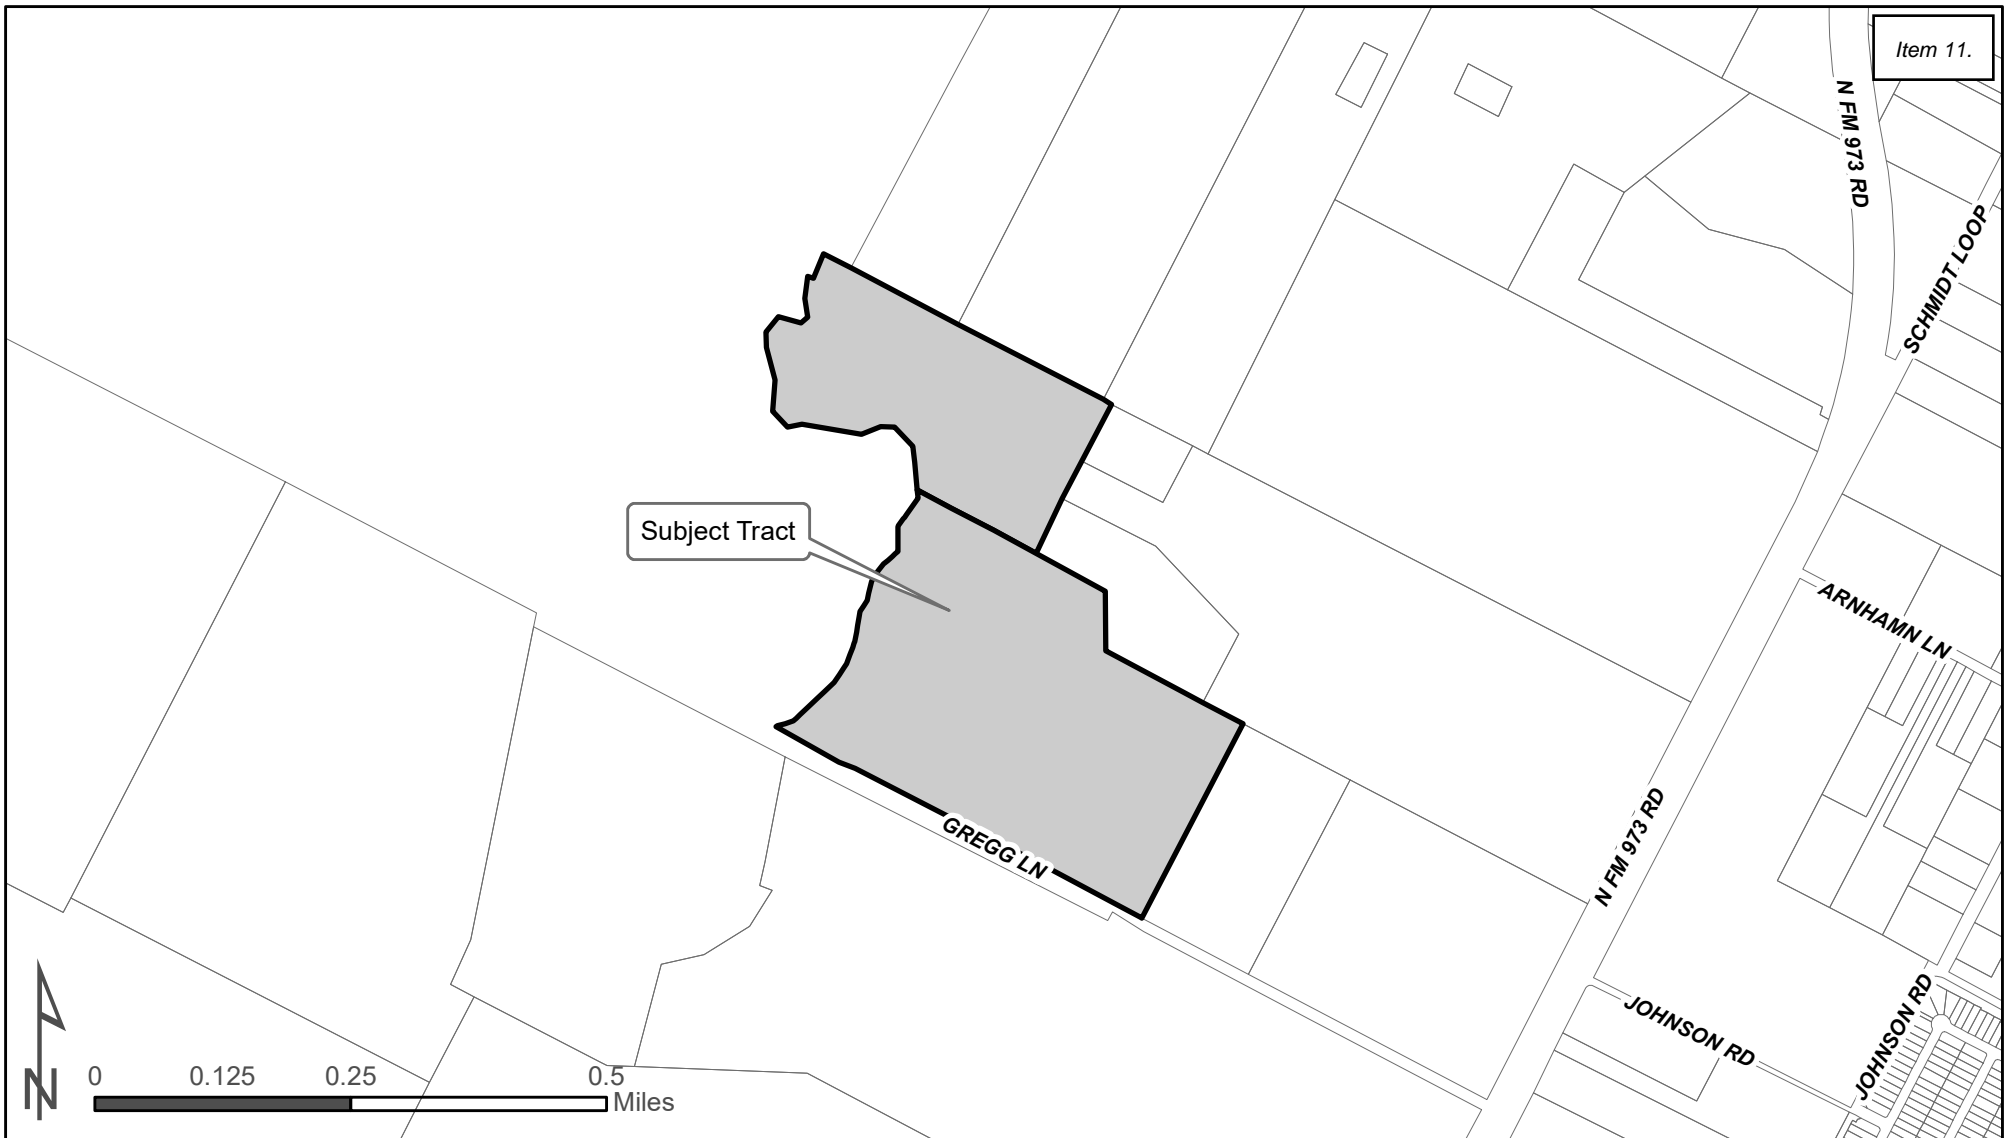 Item 11.
N FM 973 RD
SCHMIDT LOOP
Subject Tract
ARNHAMN LN
GREGG LN
N FM 973 RD
JOHNSON RD
JOHNSON RD
N
0 0.125 0.25 0.5
Miles